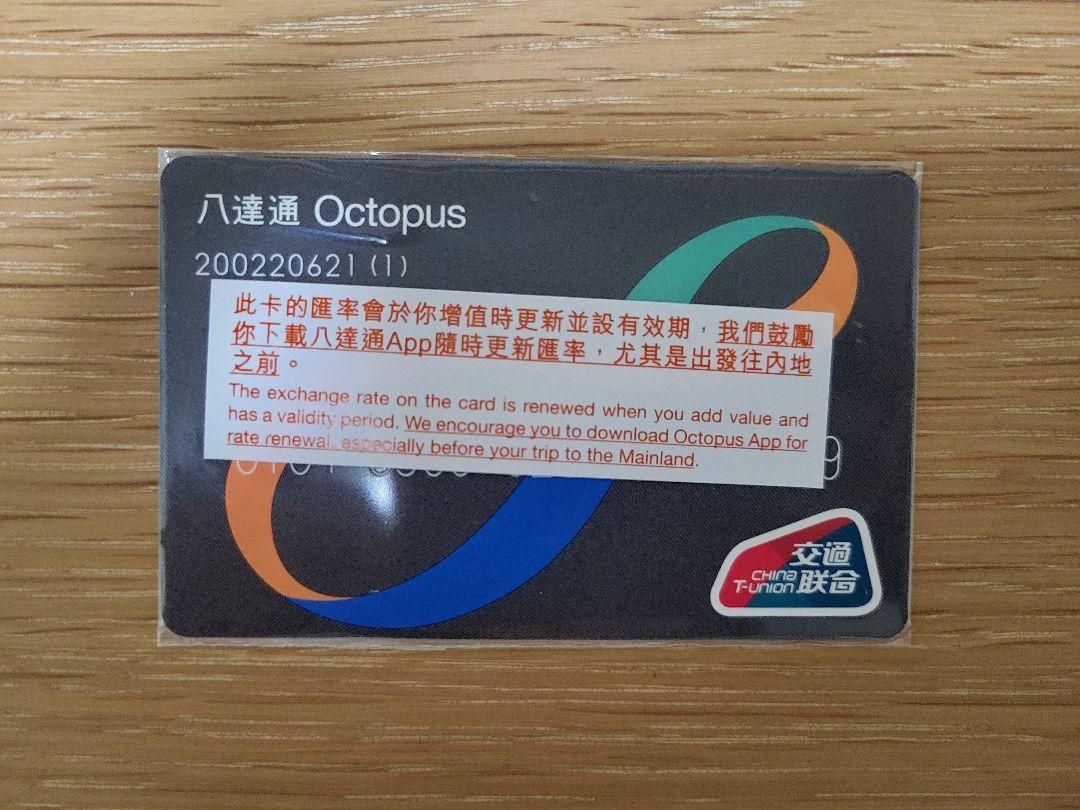 八達通 Octopus
200220621 (1)
此卡的匯率會於你增值時更新並設有效期，我們鼓勵
你下載八達通App隨時更新匯率，尤其是出發往內地
之前。
The exchange rate on the card is renewed when you add value and
has a validity period. We encourage you to download Octopus App for
rate renewal, especially before your trip to the Mainland.
9
交通
CHINA
T-UNION 联合